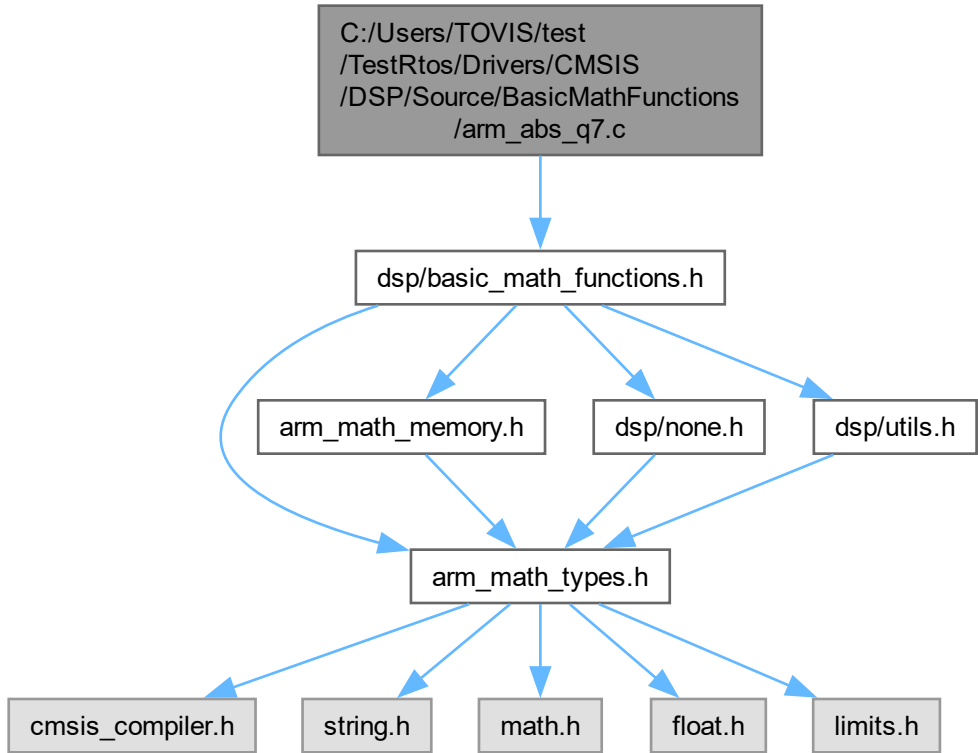 C:/Users/TOVIS/test
/TestRtos/Drivers/CMSIS
/DSP/Source/BasicMathFunctions
/arm_abs_q7.c
dsp/basic_math_functions.h
arm_math_memory.h
dsp/none.h
dsp/utils.h
arm_math_types.h
cmsis_compiler.h
string.h
math.h
float.h
limits.h